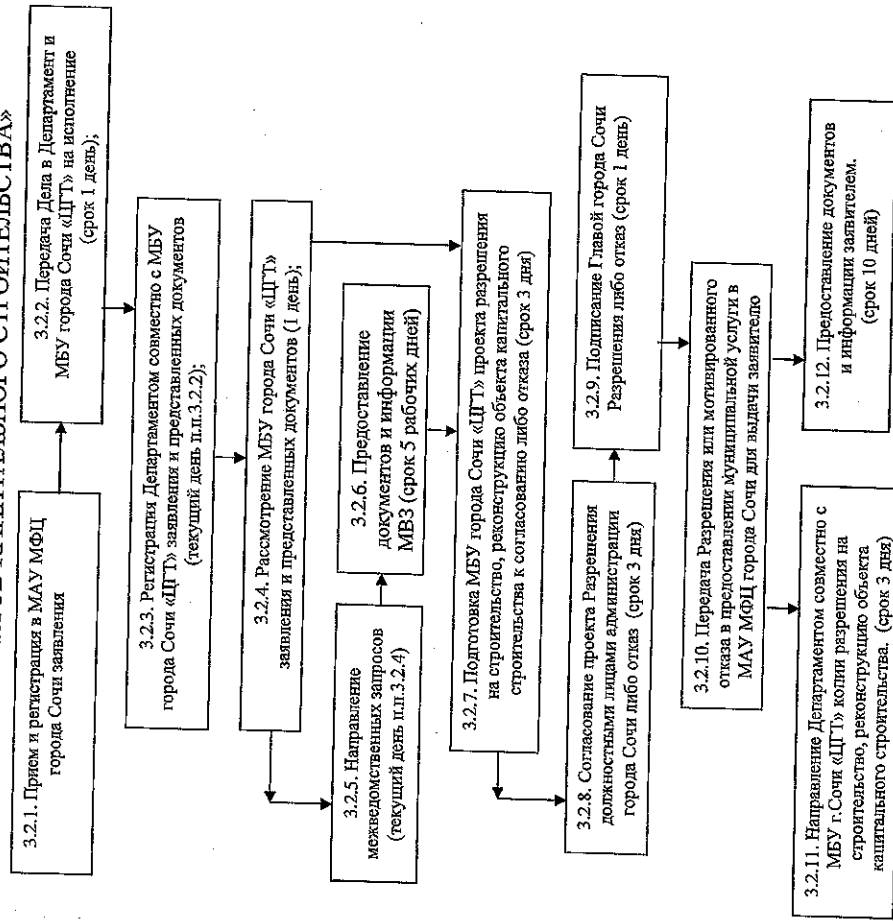 КАПИТАЛЬНОГО СТРОИТЕЛЬСТВА»
3.2.1. Прием и регистрация в МАУ МФЦ
города Сочи заявления
3.2.2. Передача Дела в Департамент и
МБУ города Сочи «ЦГТ» на исполнение
(срок 1 день);
3.2.3. Регистрация Департаментом совместно с МБУ
города Сочи «ЦГТ» заявления и представленных документов
(текущий день п.п.3.2.2);
3.2.4. Рассмотрение МБУ города Сочи «ЦГТ»
заявления и представленных документов (1 день);
3.2.5. Направление
межведомственных запросов
(текущий день п.п.3.2.4)
3.2.6. Предоставление
документов и информации
МВЗ (срок 5 рабочих дней)
3.2.7. Подготовка МБУ города Сочи «ЦГТ» проекта разрешения
на строительство, реконструкцию объекта капитального
строительства к согласованию либо отказа (срок 3 дня)
3.2.8. Согласование проекта Разрешения
должностными лицами администрации
города Сочи либо отказ (срок 3 дня)
3.2.9. Подписание Главой города Сочи
Разрешения либо отказ (срок 1 день)
3.2.10. Передача Разрешения или мотивированного
отказа в предоставлении муниципальной услуги в
МАУ МФЦ города Сочи для выдачи заявителю
3.2.11. Направление Департаментом совместно с
МБУ г.Сочи «ЦГТ» копии разрешения на
строительство, реконструкцию объекта
капитального строительства. (срок 3 дня)
3.2.12. Предоставление документов
и информации заявителем.
(срок 10 дней)